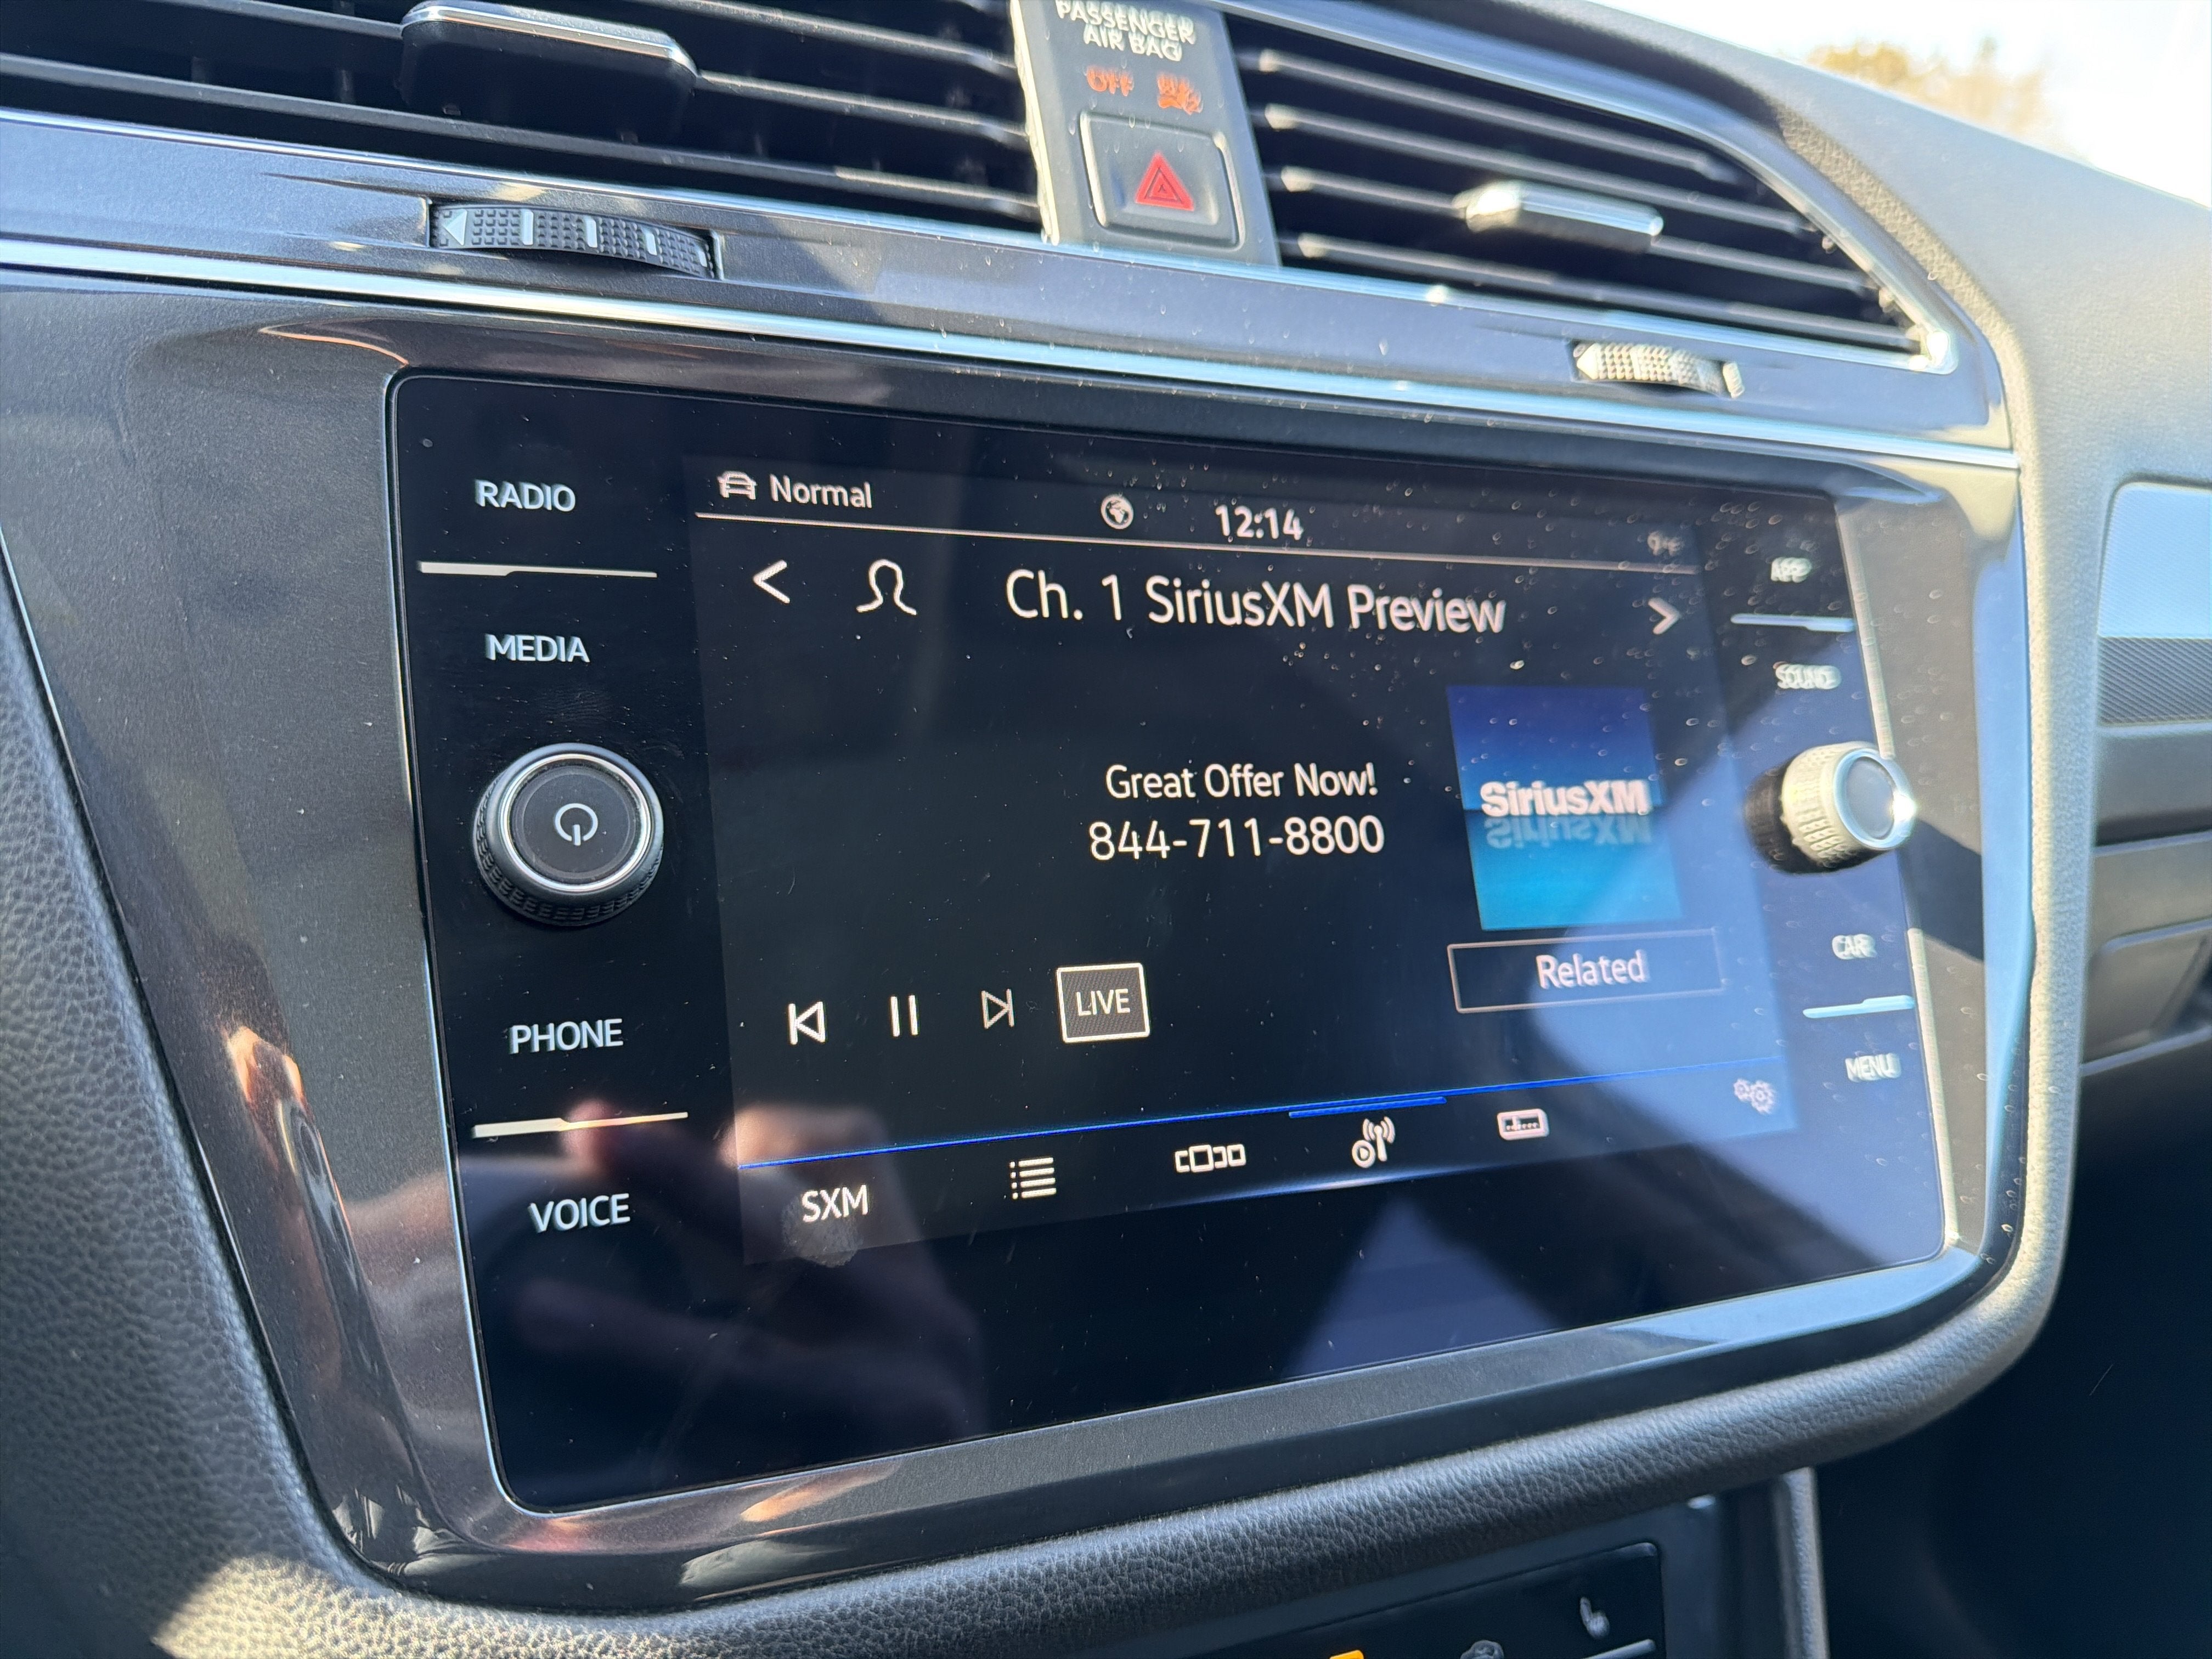 PASSENGER
AIR BAG
OFF
RADIO
MEDIA
PHONE
VOICE
Normal
12:14
Ch. 1 SiriusXM Preview
Great Offer Now!
844-711-8800
SiriusXM
LIVE
Related
SXM
APP
SOUND
CAR
MENU